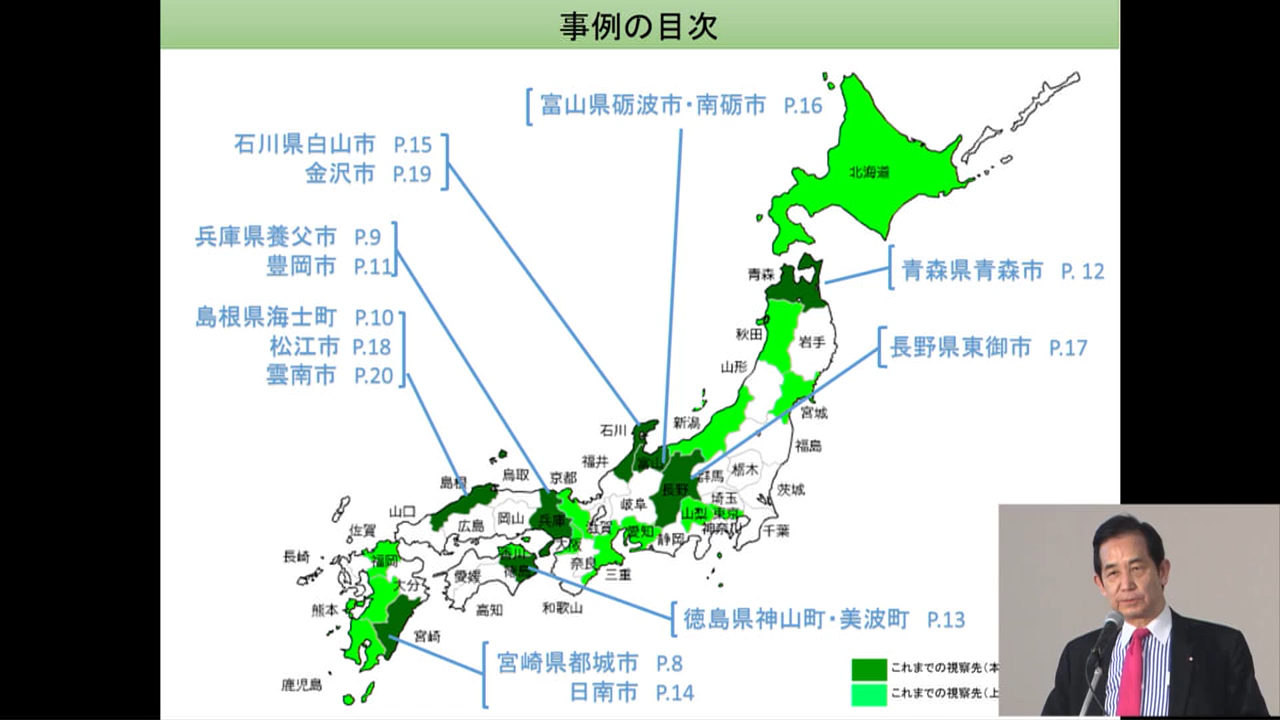 事例の目次
富山県砺波市・南砺市 P.16
石川県白山市 P.15
金沢市 P.19
兵庫県養父市 P.9
豊岡市 P.11
島根県海士町 P.10
松江市 P.18
雲南市 P.20
青森県青森市 P. 12
長野県東御市 P.17
徳島県神山町・美波町 P.13
宮崎県都城市 P.8
日南市 P.14
北海道
青森
秋田
岩手
山形
宮城
新潟
福島
石川
富山
福井
長野
群馬
栃木
茨城
埼玉
山梨
東京
神奈川
千葉
岐阜
愛知
静岡
島根
鳥取
京都
兵庫
滋賀
山口
広島
岡山
大阪
奈良
三重
和歌山
香川
徳島
愛媛
高知
佐賀
長崎
福岡
大分
熊本
宮崎
鹿児島
これまでの視察先(本
これまでの視察先(上